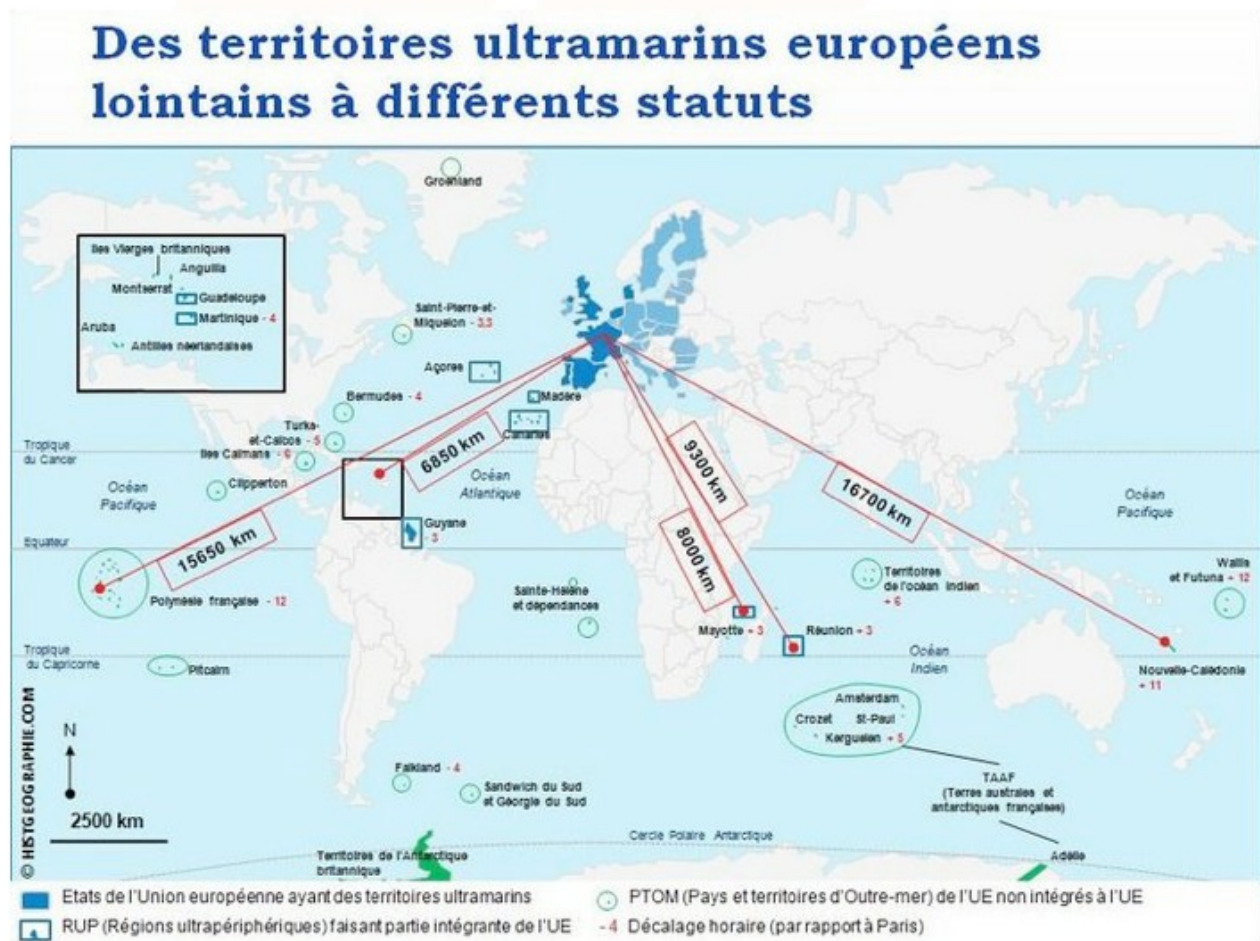 Des territoires ultramarins européens
lointains à différents statuts
Groenland
Iles Vierges britanniques
Anguilla
Montserrat
Guadeloupe
Martinique - 4
Aruba
Antilles néerlandaises
Saint-Pierre-et-
Miquelon - 3,3
Açores
Madère
Canaries
Bermudes - 4
Turks-
et-Caicos - 5
Iles Caïmans - 6
Clipperton
Tropique
du Cancer
Océan
Pacifique
Océan
Atlantique
6850 km
9300 km
16700 km
8000 km
15650 km
Océan
Pacifique
Guyane
- 3
Equateur
Polynésie française - 12
Sainte-Hélène
et dépendances
Territoires
de l'océan Indien
+ 6
Wallis
et Futuna + 12
Mayotte + 3
Réunion + 3
Tropique
du Capricorne
Pitcairn
Océan
Indien
Nouvelle-Calédonie
+ 11
Amsterdam
Crozet St-Paul
Kerguelen + 5
N
2500 km
Falkland - 4
Sandwich du Sud
et Géorgie du Sud
TAAF
(Terres australes et
antarctiques françaises)
Cercle Polaire Antarctique
Territoires de l'Antarctique
britannique
Adélie
© HISTGEOGRAPHIE.COM
Etats de l'Union européenne ayant des territoires ultramarins
PTOM (Pays et territoires d'Outre-mer) de l'UE non intégrés à l'UE
RUP (Régions ultrapériphériques) faisant partie intégrante de l'UE
- 4 Décalage horaire (par rapport à Paris)